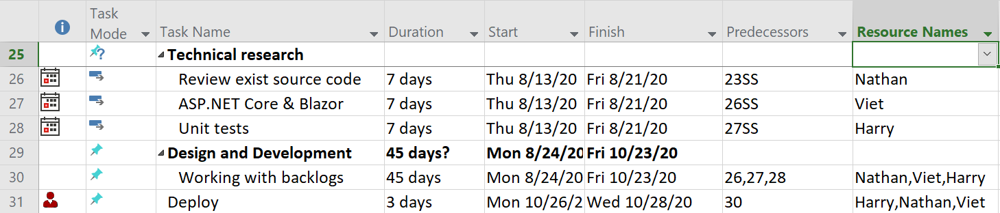 Task Mode Task Name Duration Start Finish Predecessors Resource Names
25 Technical research
26 Review exist source code 7 days Thu 8/13/20 Fri 8/21/20 23SS Nathan
27 ASP.NET Core & Blazor 7 days Thu 8/13/20 Fri 8/21/20 26SS Viet
28 Unit tests 7 days Thu 8/13/20 Fri 8/21/20 27SS Harry
29 Design and Development 45 days? Mon 8/24/20 Fri 10/23/20
30 Working with backlogs 45 days Mon 8/24/20 Fri 10/23/20 26,27,28 Nathan,Viet,Harry
31 Deploy 3 days Mon 10/26/2 Wed 10/28/20 30 Harry,Nathan,Viet